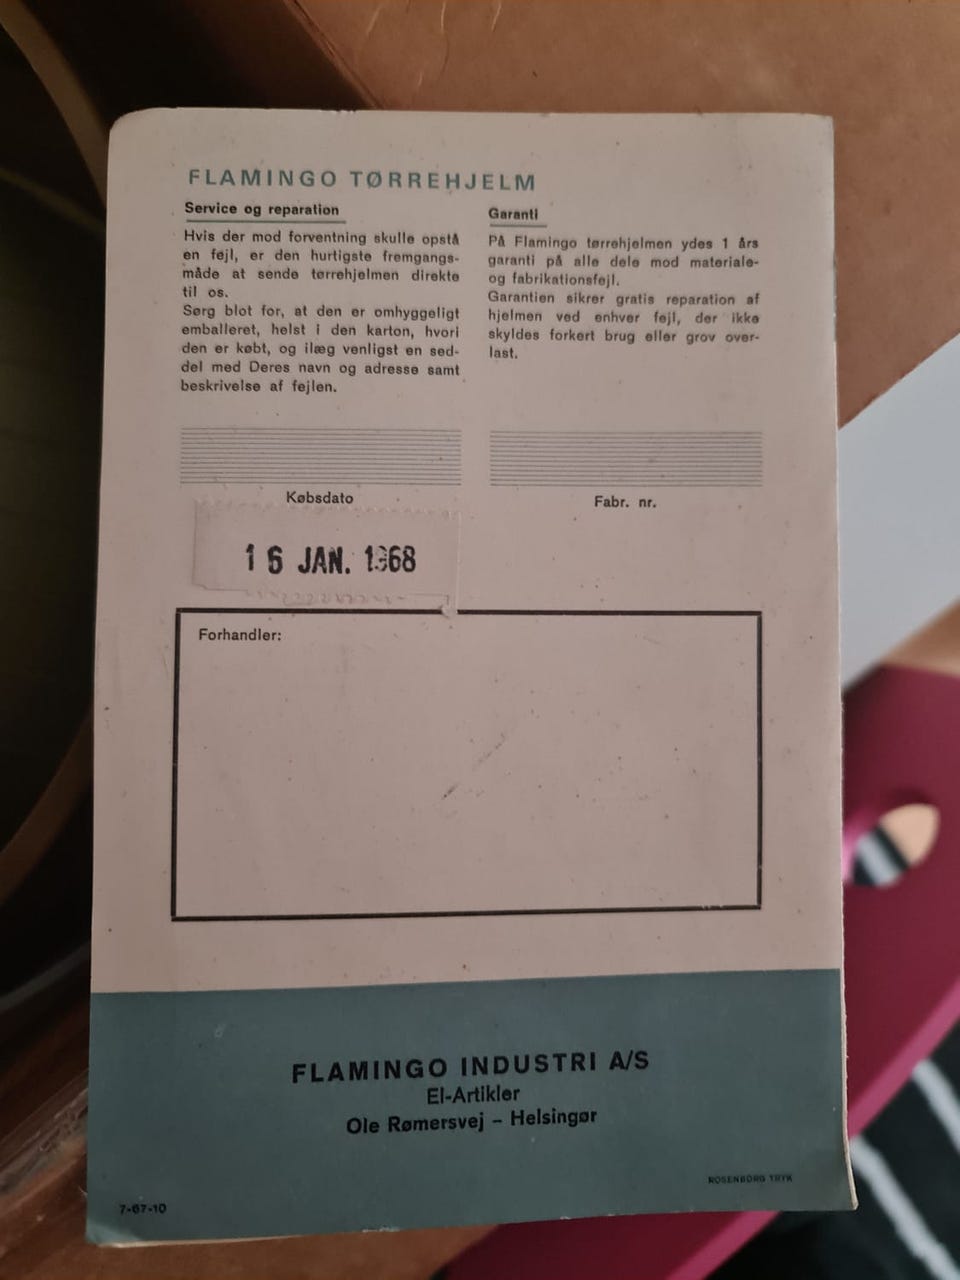 FLAMINGO TØRREHJELM
Service og reparation
Hvis der mod forventning skulle opstå
en fejl, er den hurtigste fremgangs-
måde at sende tørrehjelmen direkte
til os.
Sørg blot for, at den er omhyggeligt
emballeret, helst i den karton, hvori
den er købt, og ilæg venligst en sed-
del med Deres navn og adresse samt
beskrivelse af fejlen.
Garanti
På Flamingo tørrehjelmen ydes 1 års
garanti på alle dele mod materiale-
og fabrikationsfejl.
Garantien sikrer gratis reparation af
hjelmen ved enhver fejl, der ikke
skyldes forkert brug eller grov over-
last.
Købsdato
Fabr. nr.
16 JAN. 1968
Forhandler:
FLAMINGO INDUSTRI A/S
El-Artikler
Ole Rømersvej – Helsingør
ROSENBORG TRYK
7-67-10